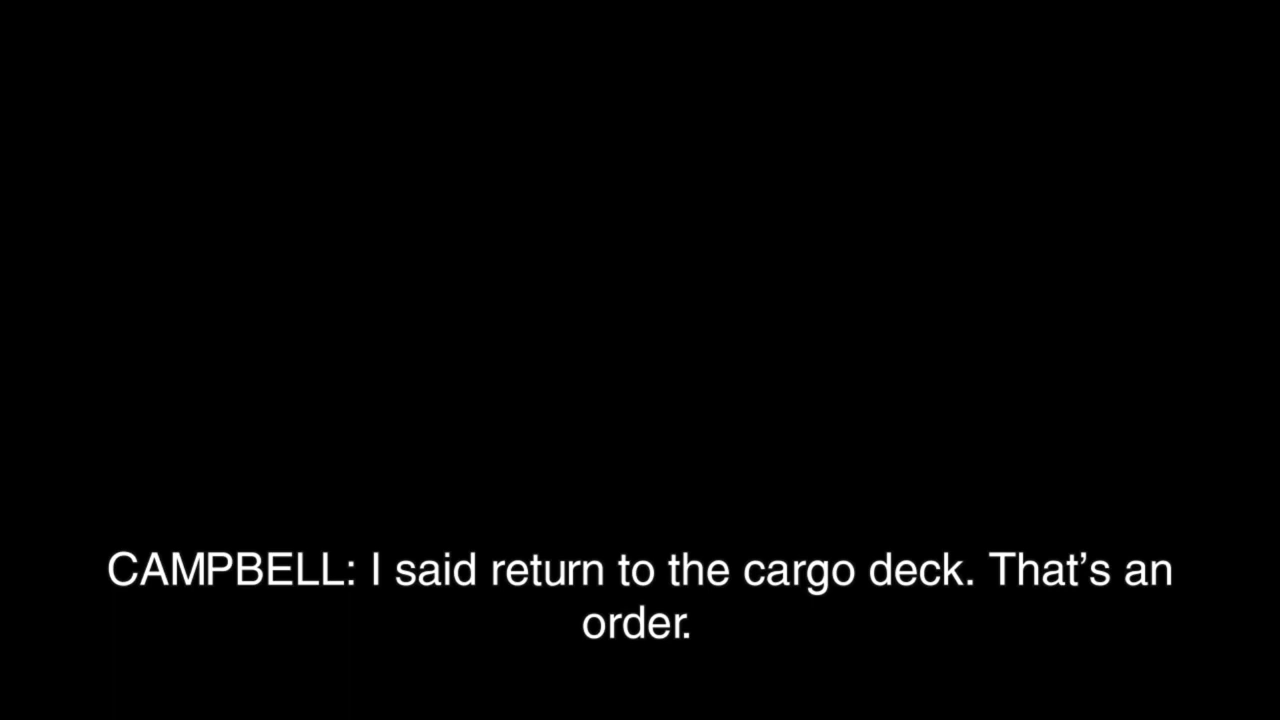 CAMPBELL: I said return to the cargo deck. That’s an
order.